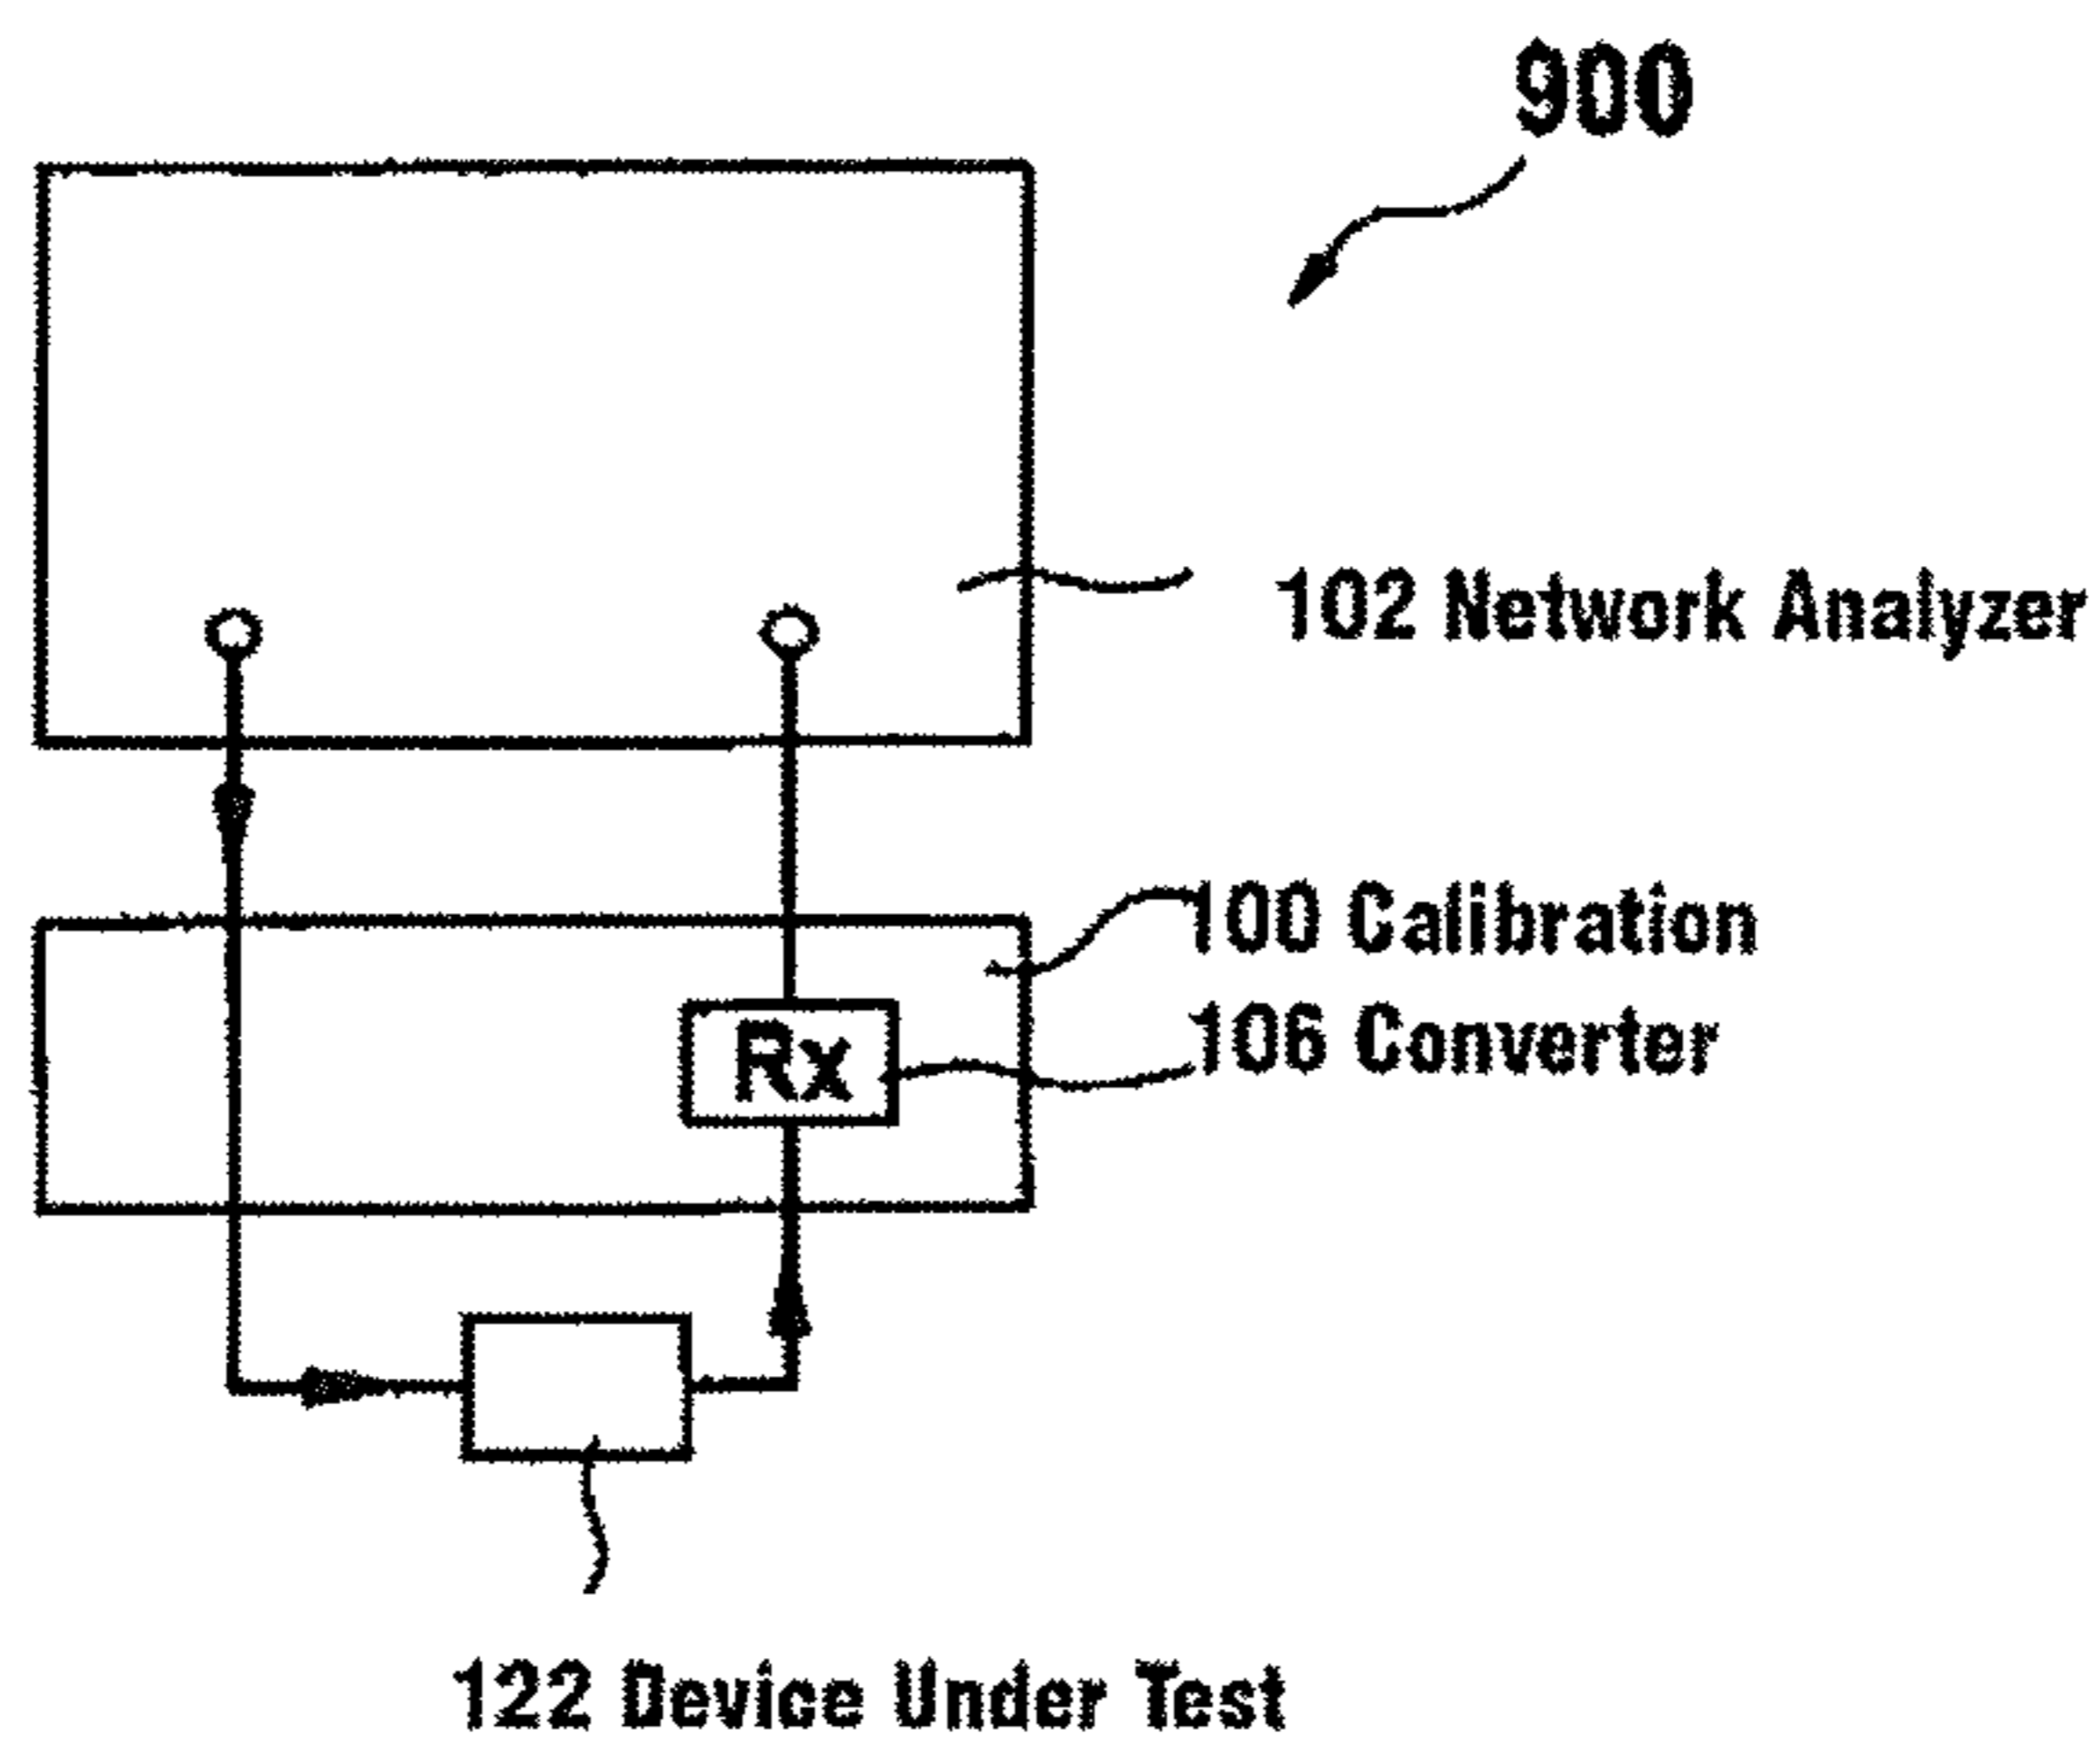 900
102 Network Analyzer
100 Calibration
Rx
106 Converter
122 Device Under Test